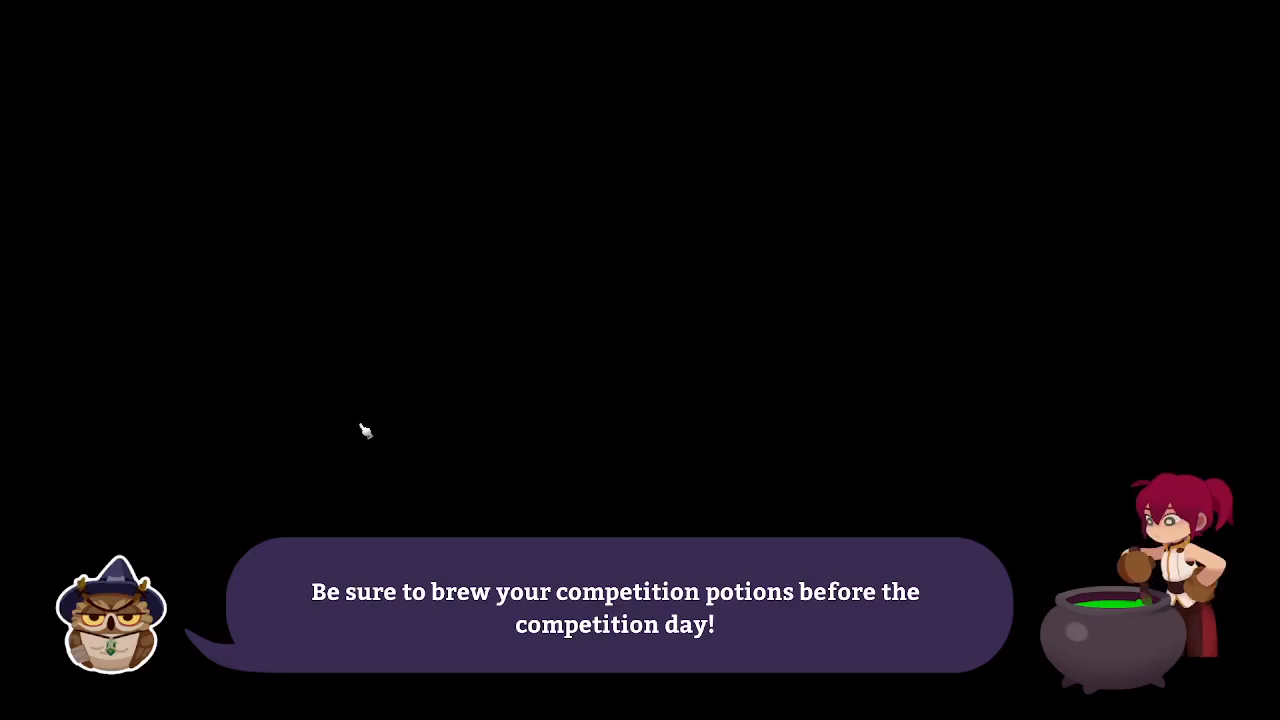 Be sure to brew your competition potions before the
competition day!